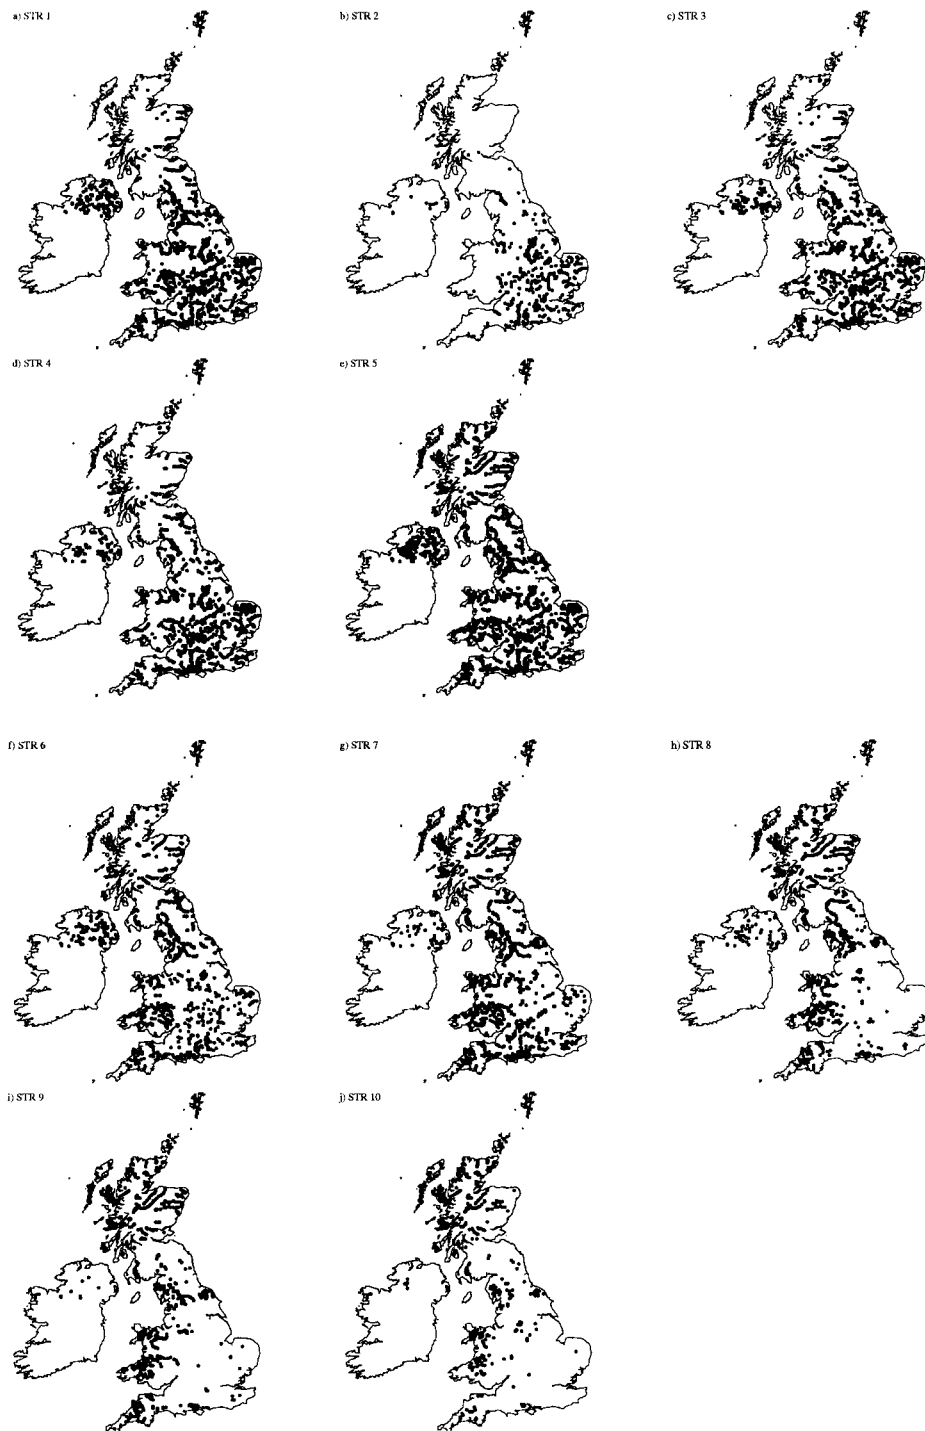 a) STR 1
b) STR 2
c) STR 3
d) STR 4
e) STR 5
f) STR 6
g) STR 7
h) STR 8
i) STR 9
j) STR 10